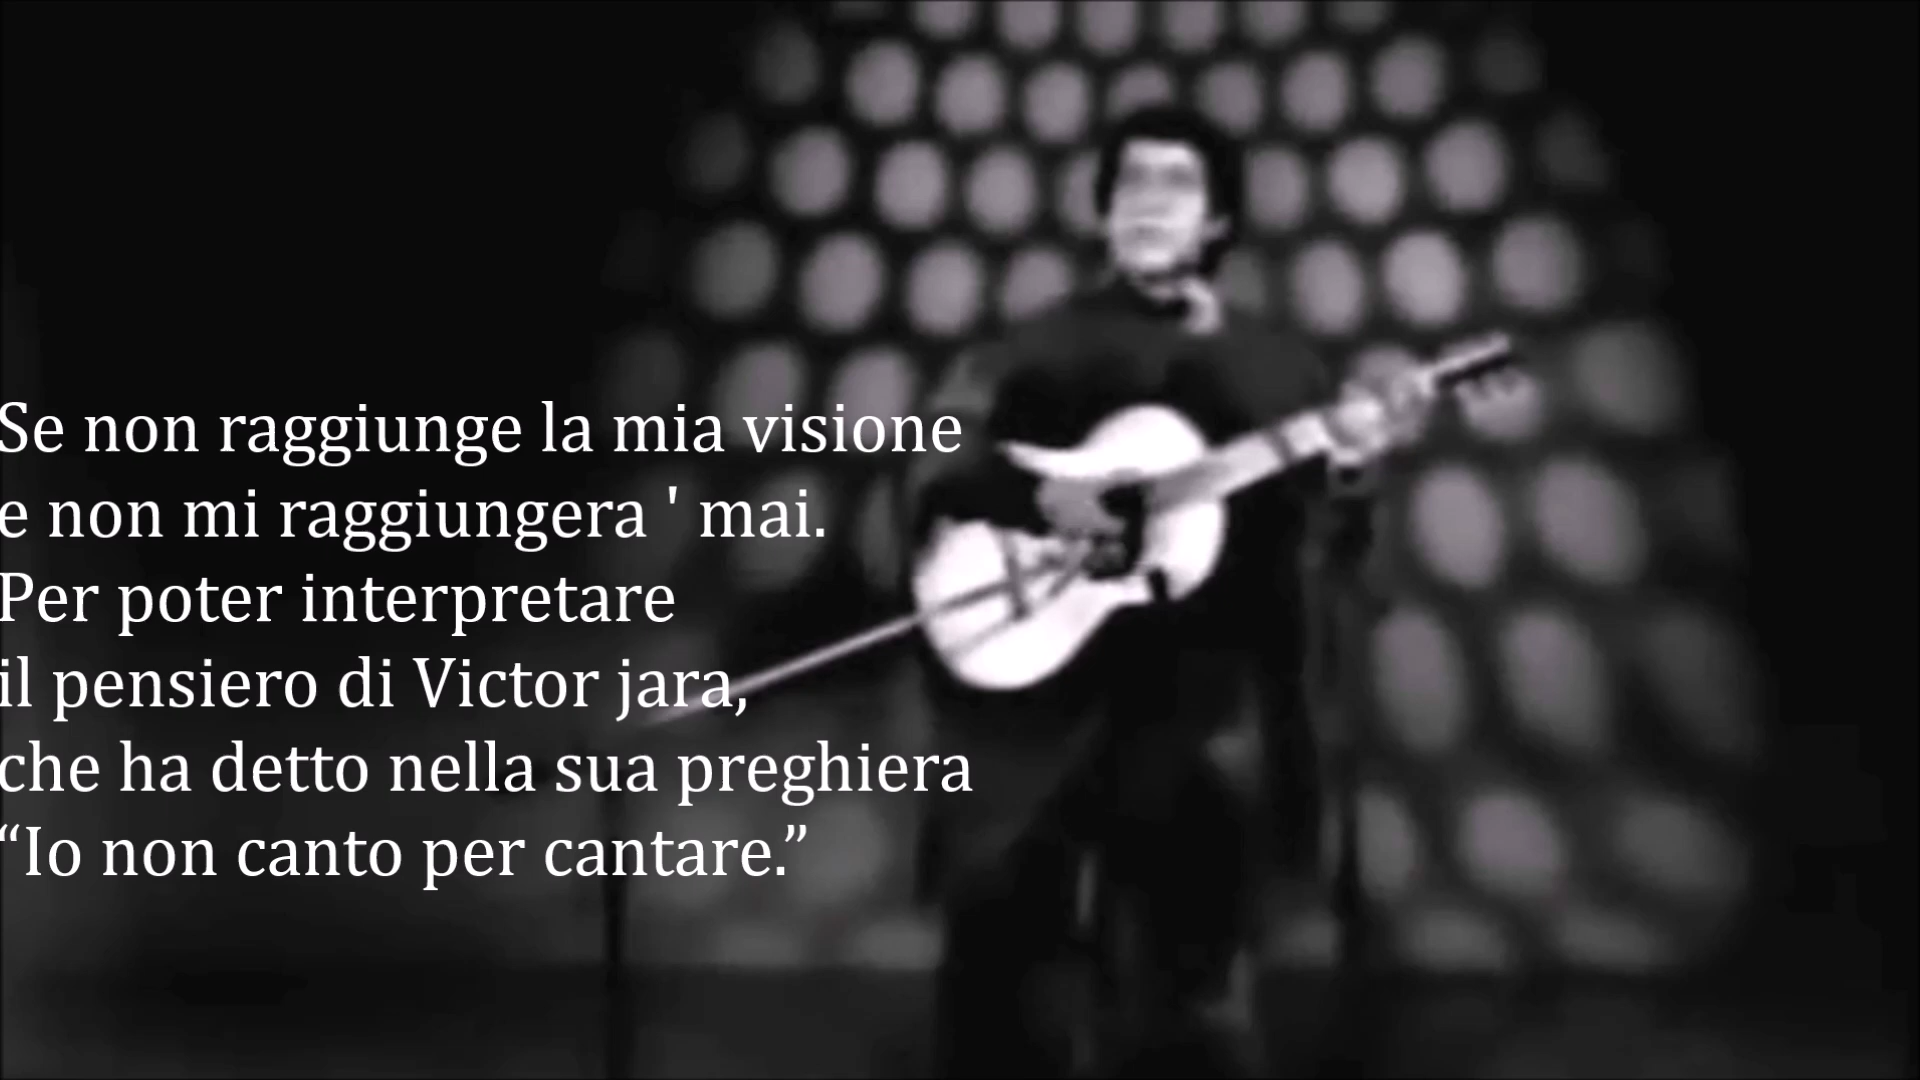 Se non raggiunge la mia visione
e non mi raggiungera ' mai.
Per poter interpretare
il pensiero di Victor jara,
che ha detto nella sua preghiera
“Io non canto per cantare.”